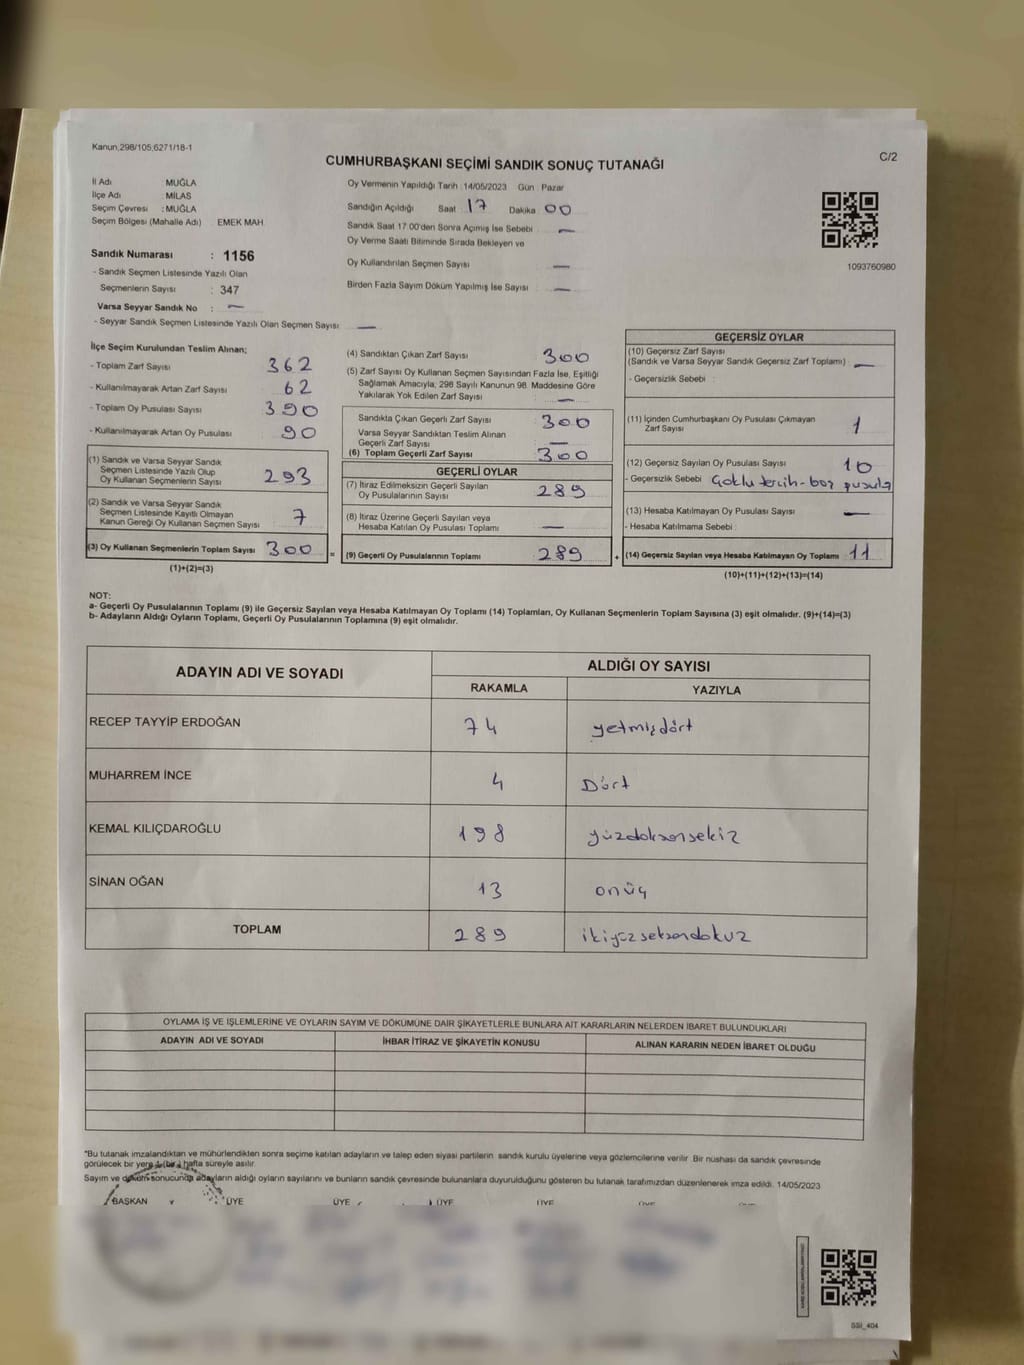 Kanun,298/105,6271/18-1
CUMHURBAŞKANI SEÇİMİ SANDIK SONUÇ TUTANAĞI
C/2
İl Adı : MUĞLA
İlçe Adı : MİLAS
Seçim Çevresi : MUĞLA
Seçim Bölgesi (Mahalle Adı) EMEK MAH
Sandık Numarası : 1156
- Sandık Seçmen Listesinde Yazılı Olan
Seçmenlerin Sayısı : 347
Varsa Seyyar Sandık No : —
- Seyyar Sandık Seçmen Listesinde Yazılı Olan Seçmen Sayısı : —
Oy Vermenin Yapıldığı Tarih :14/05/2023 Gün Pazar
Sandığın Açıldığı Saat 17 Dakika 00
Sandık Saat 17.00'den Sonra Açılmış İse Sebebi —
Oy Verme Saati Bitiminde Sırada Bekleyen ve
Oy Kullandırılan Seçmen Sayısı —
Birden Fazla Sayım Döküm Yapılmış İse Sayısı —
1093760980
İlçe Seçim Kurulundan Teslim Alınan;
- Toplam Zarf Sayısı 362
- Kullanılmayarak Artan Zarf Sayısı 62
- Toplam Oy Pusulası Sayısı 390
- Kullanılmayarak Artan Oy Pusulası 90
(1) Sandık ve Varsa Seyyar Sandık
Seçmen Listesinde Yazılı Olup
Oy Kullanan Seçmenlerin Sayısı 293
(2) Sandık ve Varsa Seyyar Sandık
Seçmen Listesinde Kayıtlı Olmayan
Kanun Gereği Oy Kullanan Seçmen Sayısı 7
(3) Oy Kullanan Seçmenlerin Toplam Sayısı 300 =
(1)+(2)=(3)
(4) Sandıktan Çıkan Zarf Sayısı 300
(5) Zarf Sayısı Oy Kullanan Seçmen Sayısından Fazla İse, Eşitliği
Sağlamak Amacıyla, 298 Sayılı Kanunun 98. Maddesine Göre
Yakılarak Yok Edilen Zarf Sayısı —
Sandıkta Çıkan Geçerli Zarf Sayısı 300
Varsa Seyyar Sandıktan Teslim Alınan
Geçerli Zarf Sayısı —
(6) Toplam Geçerli Zarf Sayısı 300
GEÇERLİ OYLAR
(7) İtiraz Edilmeksizin Geçerli Sayılan
Oy Pusulalarının Sayısı 289
(8) İtiraz Üzerine Geçerli Sayılan veya
Hesaba Katılan Oy Pusulası Toplamı —
(9) Geçerli Oy Pusulalarının Toplamı 289 +
GEÇERSİZ OYLAR
(10) Geçersiz Zarf Sayısı
(Sandık ve Varsa Seyyar Sandık Geçersiz Zarf Toplamı) : —
- Geçersizlik Sebebi :
(11) İçinden Cumhurbaşkanı Oy Pusulası Çıkmayan
Zarf Sayısı 1
(12) Geçersiz Sayılan Oy Pusulası Sayısı 10
- Geçersizlik Sebebi Çoklu tercih-boş pusula
(13) Hesaba Katılmayan Oy Pusulası Sayısı —
- Hesaba Katılmama Sebebi :
(14) Geçersiz Sayılan veya Hesaba Katılmayan Oy Toplamı 11
(10)+(11)+(12)+(13)=(14)
NOT:
a- Geçerli Oy Pusulalarının Toplamı (9) ile Geçersiz Sayılan veya Hesaba Katılmayan Oy Toplamı (14) Toplamları, Oy Kullanan Seçmenlerin Toplam Sayısına (3) eşit olmalıdır. (9)+(14)=(3)
b- Adayların Aldığı Oyların Toplamı, Geçerli Oy Pusulalarının Toplamına (9) eşit olmalıdır.
ADAYIN ADI VE SOYADI
ALDIĞI OY SAYISI
RAKAMLA YAZIYLA
RECEP TAYYİP ERDOĞAN 74 yetmişdört
MUHARREM İNCE 4 Dört
KEMAL KILIÇDAROĞLU 198 yüzdoksansekiz
SİNAN OĞAN 13 onüç
TOPLAM 289 ikiyüzseksendokuz
OYLAMA İŞ VE İŞLEMLERİNE VE OYLARIN SAYIM VE DÖKÜMÜNE DAİR ŞİKAYETLERLE BUNLARA AİT KARARLARIN NELERDEN İBARET BULUNDUKLARI
ADAYIN ADI VE SOYADI İHBAR İTİRAZ VE ŞİKAYETİN KONUSU ALINAN KARARIN NEDEN İBARET OLDUĞU
*Bu tutanak imzalandıktan ve mühürlendikten sonra seçime katılan adayların ve talep eden siyasi partilerin sandık kurulu üyelerine veya gözlemcilerine verilir. Bir nüshası da sandık çevresinde
görülecek bir yere 1 (bir) hafta süreyle asılır.
Sayım ve döküm sonucunda adayların aldığı oyların sayılarını ve bunların sandık çevresinde bulunanlara duyurulduğunu gösteren bu tutanak tarafımızdan düzenlenerek imza edildi. 14/05/2023
BAŞKAN ÜYE ÜYE ÜYE ÜYE ÜYE
SSI_404